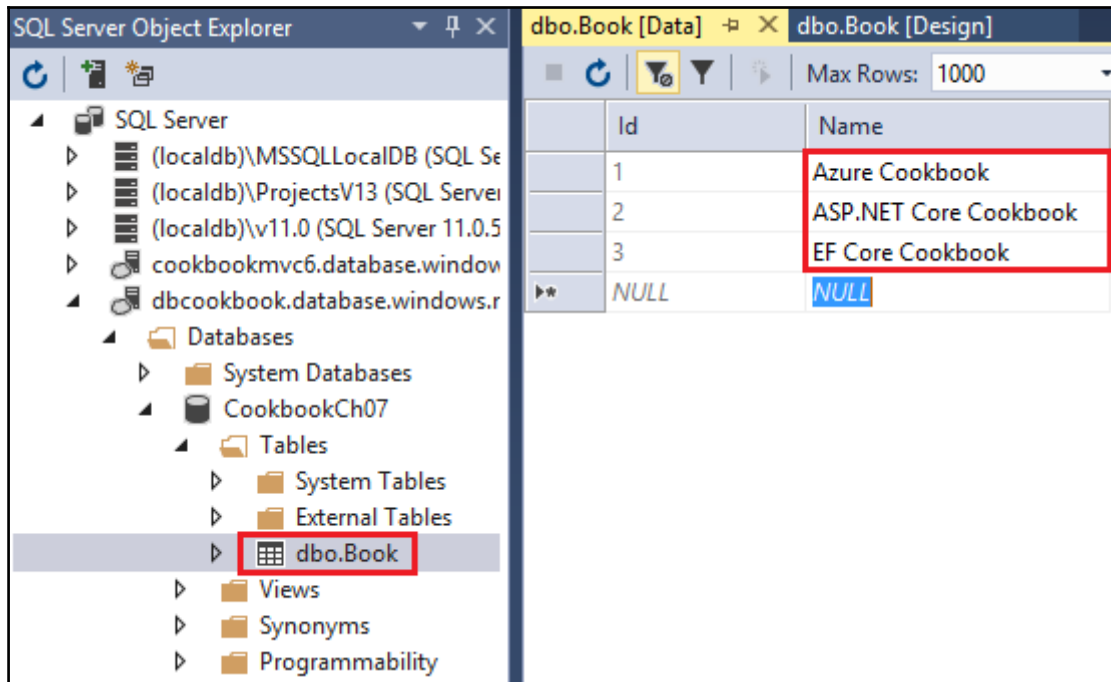 SQL Server Object Explorer
SQL Server
(localdb)\MSSQLLocalDB (SQL Se
(localdb)\ProjectsV13 (SQL Server
(localdb)\v11.0 (SQL Server 11.0.5
cookbookmvc6.database.window
dbcookbook.database.windows.r
Databases
System Databases
CookbookCh07
Tables
System Tables
External Tables
dbo.Book
Views
Synonyms
Programmability
dbo.Book [Data] dbo.Book [Design]
Max Rows: 1000
Id Name
1 Azure Cookbook
2 ASP.NET Core Cookbook
3 EF Core Cookbook
NULL NULL